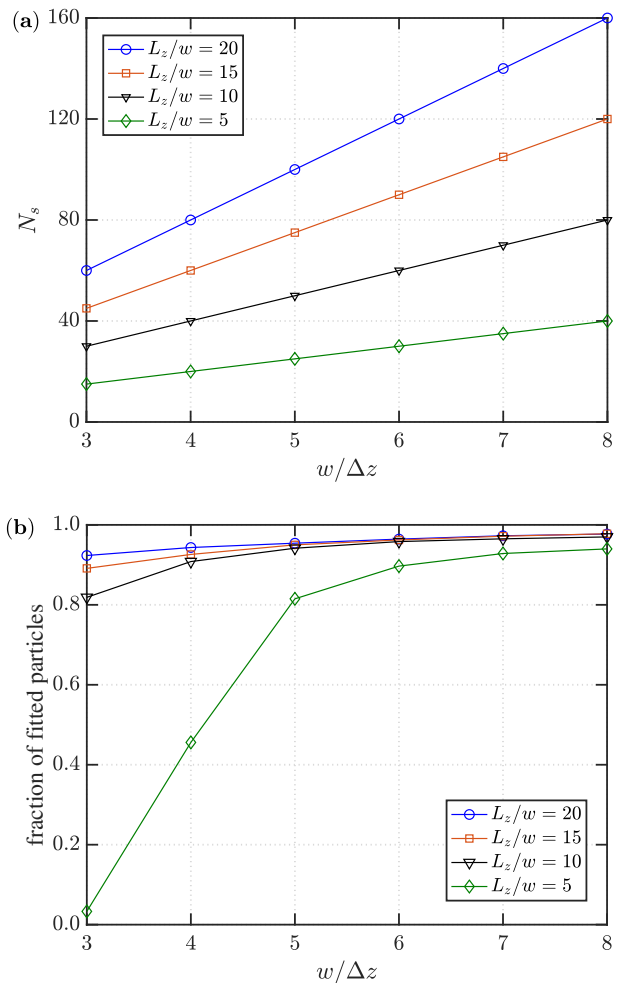 (a)
160
120
80
40
0
N_s
L_z/w = 20
L_z/w = 15
L_z/w = 10
L_z/w = 5
3 4 5 6 7 8
w/Δz
(b)
1.0
0.8
0.6
0.4
0.2
0.0
fraction of fitted particles
L_z/w = 20
L_z/w = 15
L_z/w = 10
L_z/w = 5
3 4 5 6 7 8
w/Δz